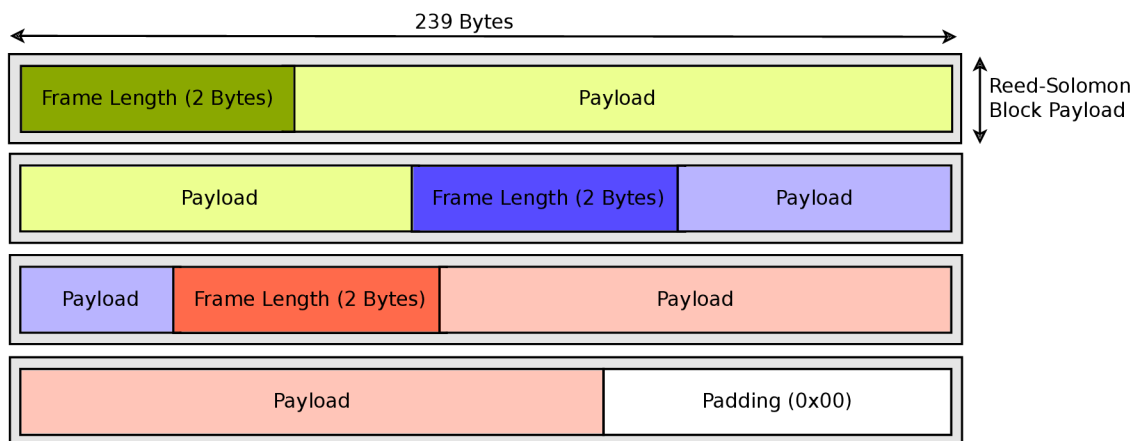 239 Bytes
Frame Length (2 Bytes)
Payload
Reed-Solomon
Block Payload
Payload
Frame Length (2 Bytes)
Payload
Payload
Frame Length (2 Bytes)
Payload
Payload
Padding (0x00)